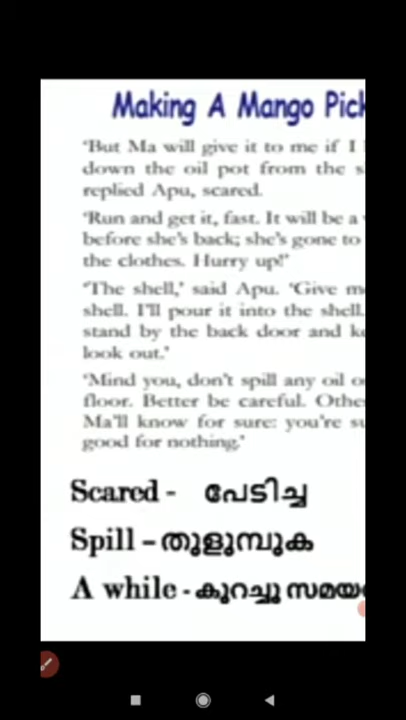 Making A Mango Pick
'But Ma will give it to me if I
down the oil pot from the s
replied Apu, scared.
'Run and get it, fast. It will be a
before she's back; she's gone to
the clothes. Hurry up!'
'The shell,' said Apu. 'Give m
shell. I'll pour it into the shell.
stand by the back door and k
look out.'
'Mind you, don't spill any oil o
floor. Better be careful. Othe
Ma'll know for sure: you're su
good for nothing.'
Scared - പേടിച്ച
Spill – തുളുമ്പുക
A while - കുറച്ചു സമയ